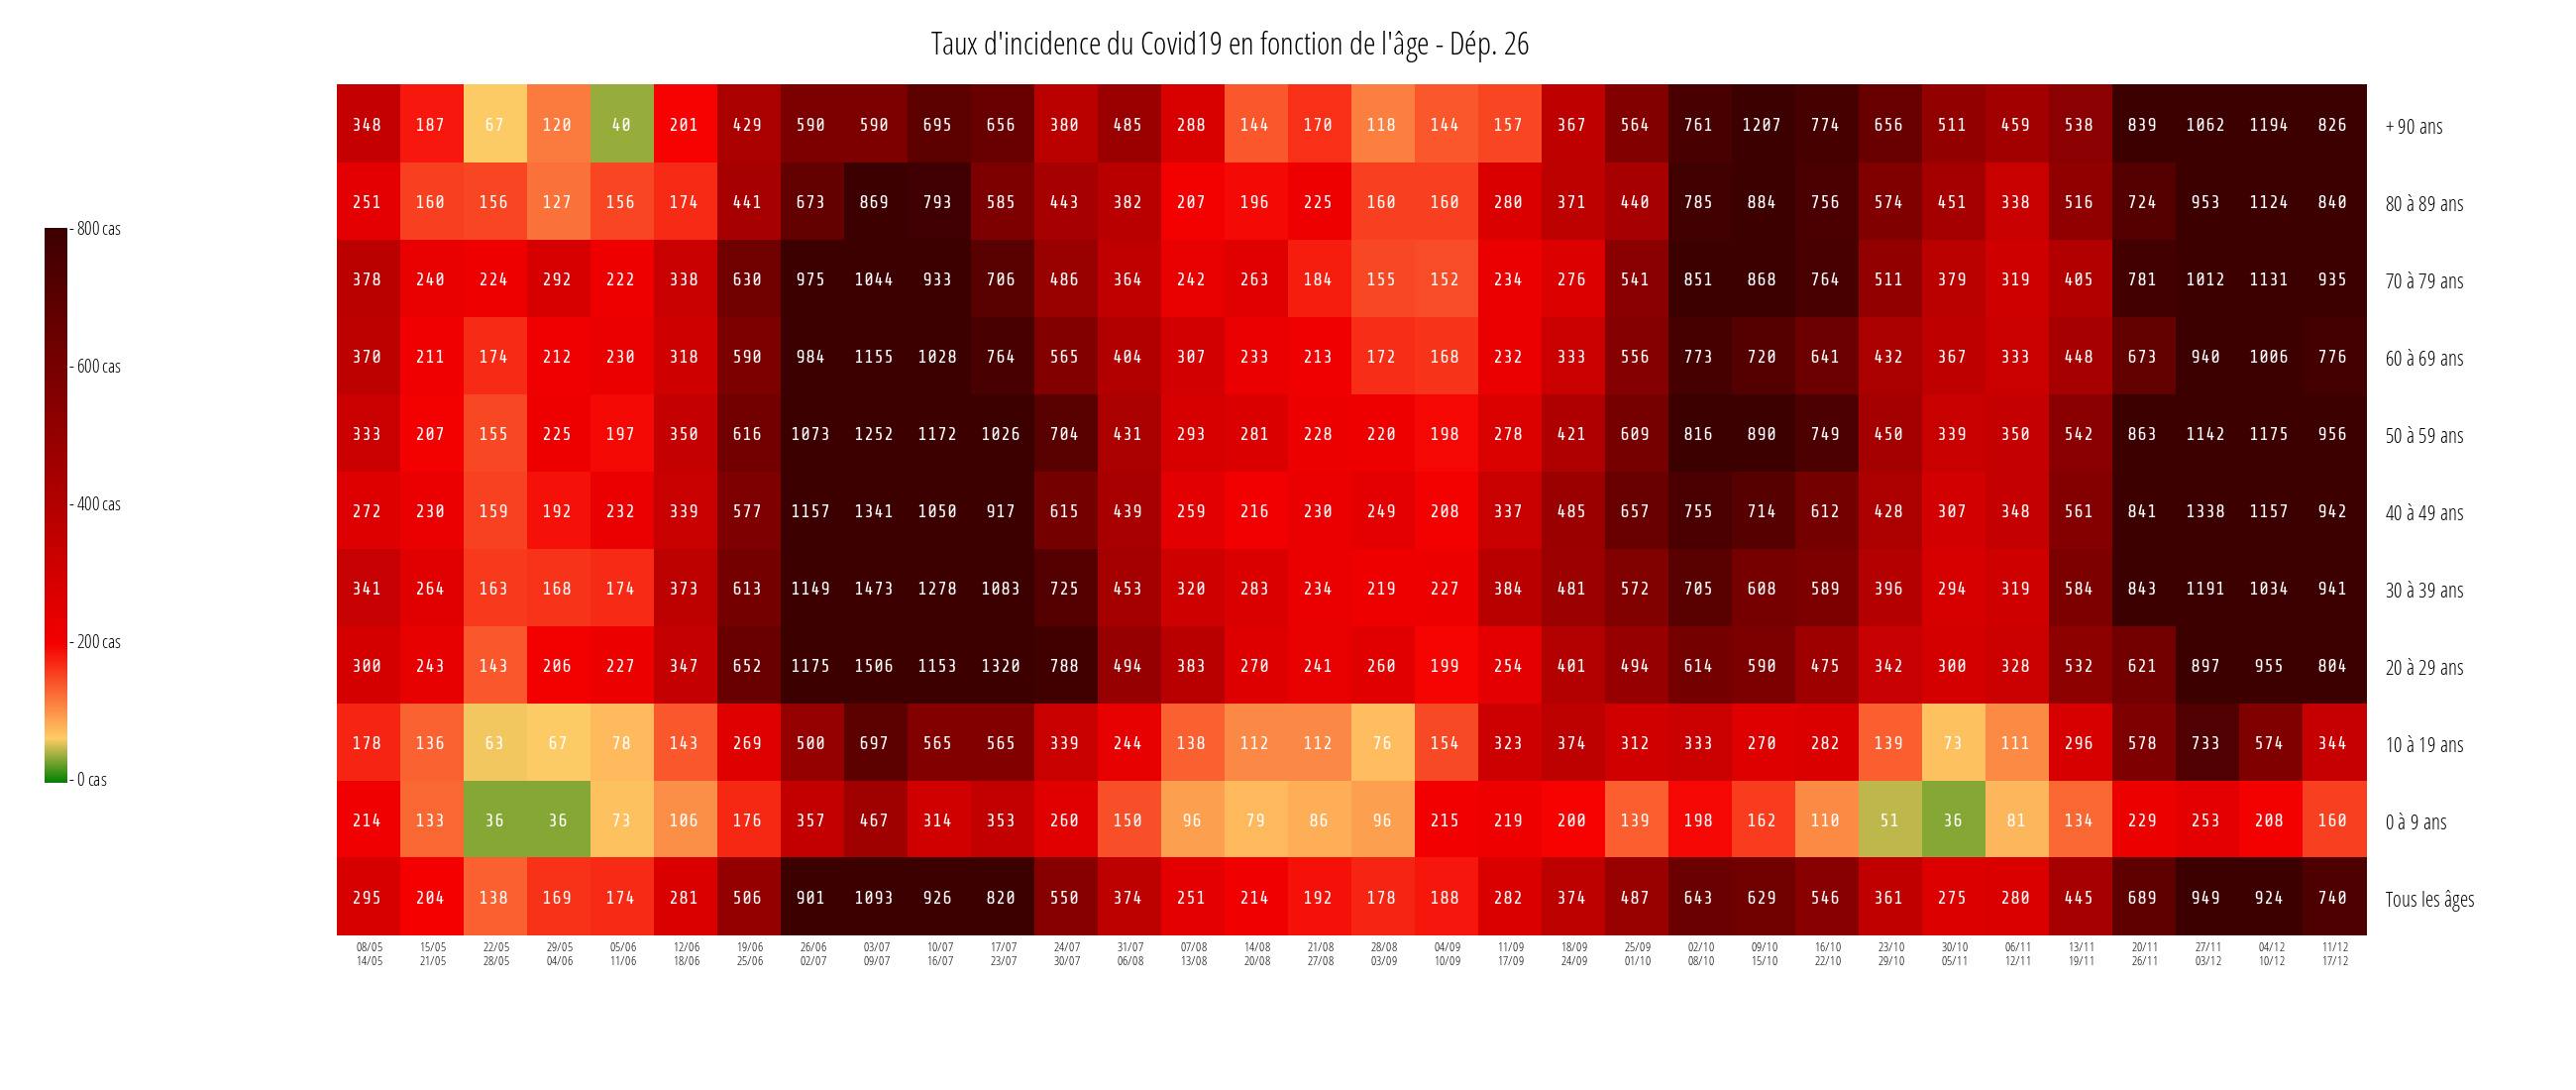 Taux d'incidence du Covid19 en fonction de l'âge - Dép. 26
348 187 67 120 40 201 429 590 590 695 656 380 485 288 144 170 118 144 157 367 564 761 1207 774 656 511 459 538 839 1062 1194 826 + 90 ans
251 160 156 127 156 174 441 673 869 793 585 443 382 207 196 225 160 160 280 371 440 785 884 756 574 451 338 516 724 953 1124 840 80 à 89 ans
- 800 cas
378 240 224 292 222 338 630 975 1044 933 706 486 364 242 263 184 155 152 234 276 541 851 868 764 511 379 319 405 781 1012 1131 935 70 à 79 ans
370 211 174 212 230 318 590 984 1155 1028 764 565 404 307 233 213 172 168 232 333 556 773 720 641 432 367 333 448 673 940 1006 776 60 à 69 ans
- 600 cas
333 207 155 225 197 350 616 1073 1252 1172 1026 704 431 293 281 228 220 198 278 421 609 816 890 749 450 339 350 542 863 1142 1175 956 50 à 59 ans
- 400 cas
272 230 159 192 232 339 577 1157 1341 1050 917 615 439 259 216 230 249 208 337 485 657 755 714 612 428 307 348 561 841 1338 1157 942 40 à 49 ans
341 264 163 168 174 373 613 1149 1473 1278 1083 725 453 320 283 234 219 227 384 481 572 705 608 589 396 294 319 584 843 1191 1034 941 30 à 39 ans
- 200 cas
300 243 143 206 227 347 652 1175 1506 1153 1320 788 494 383 270 241 260 199 254 401 494 614 590 475 342 300 328 532 621 897 955 804 20 à 29 ans
178 136 63 67 78 143 269 500 697 565 565 339 244 138 112 112 76 154 323 374 312 333 270 282 139 73 111 296 578 733 574 344 10 à 19 ans
- 0 cas
214 133 36 36 73 106 176 357 467 314 353 260 150 96 79 86 96 215 219 200 139 198 162 110 51 36 81 134 229 253 208 160 0 à 9 ans
295 204 138 169 174 281 506 901 1093 926 820 550 374 251 214 192 178 188 282 374 487 643 629 546 361 275 280 445 689 949 924 740 Tous les âges
08/05 15/05 22/05 29/05 05/06 12/06 19/06 26/06 03/07 10/07 17/07 24/07 31/07 07/08 14/08 21/08 28/08 04/09 11/09 18/09 25/09 02/10 09/10 16/10 23/10 30/10 06/11 13/11 20/11 27/11 04/12 11/12
14/05 21/05 28/05 04/06 11/06 18/06 25/06 02/07 09/07 16/07 23/07 30/07 06/08 13/08 20/08 27/08 03/09 10/09 17/09 24/09 01/10 08/10 15/10 22/10 29/10 05/11 12/11 19/11 26/11 03/12 10/12 17/12